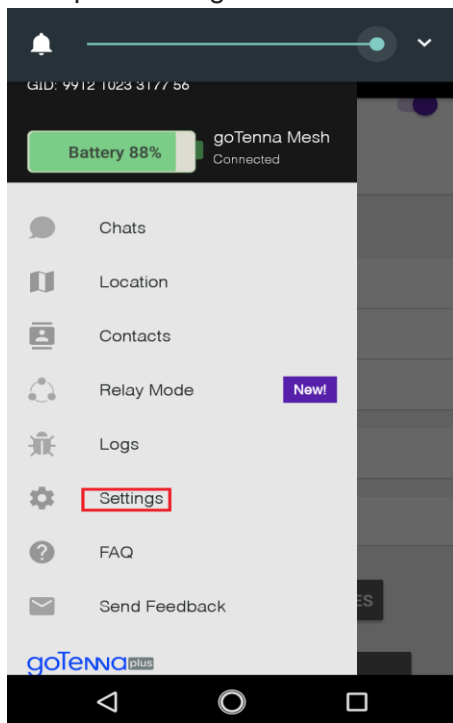 GID: 9912 1023 3177 56
Battery 88%
goTenna Mesh
Connected
Chats
Location
Contacts
Relay Mode
New!
Logs
Settings
FAQ
ES
Send Feedback
goTenna plus